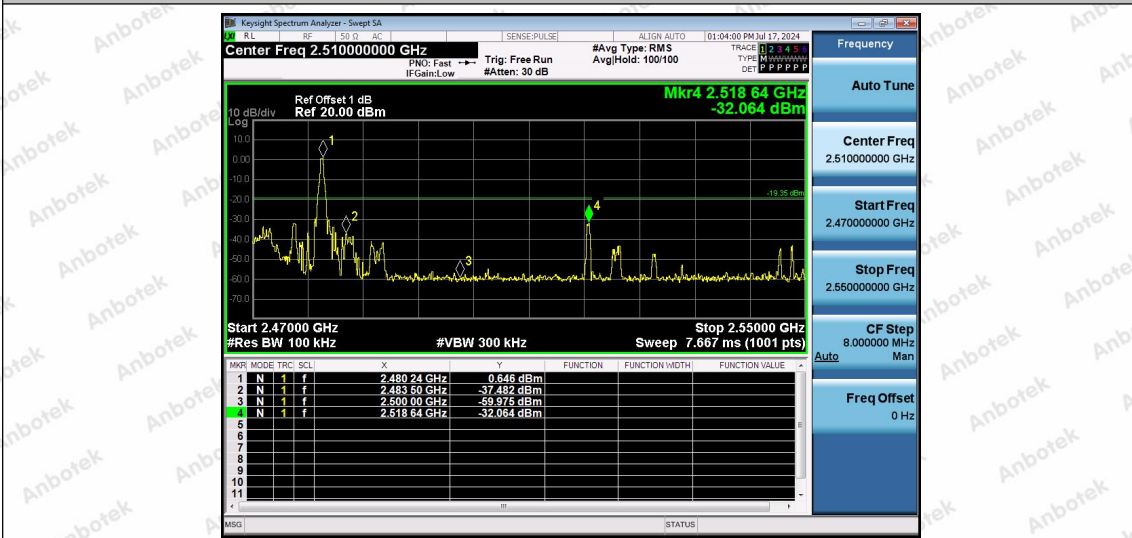 Keysight Spectrum Analyzer - Swept SA
LXI RL RF 50 Ω AC SENSE:PULSE ALIGN AUTO 01:04:00 PM Jul 17, 2024
Center Freq 2.510000000 GHz
PNO: Fast
IFGain:Low
Trig: Free Run
#Atten: 30 dB
#Avg Type: RMS
Avg|Hold: 100/100
TRACE 1 2 3 4 5 6
TYPE M W W W W W
DET P P P P P P
Frequency
Auto Tune
Center Freq
2.510000000 GHz
Start Freq
2.470000000 GHz
Stop Freq
2.550000000 GHz
CF Step
8.000000 MHz
Auto Man
Freq Offset
0 Hz
Mkr4 2.518 64 GHz
-32.064 dBm
Ref Offset 1 dB
10 dB/div Ref 20.00 dBm
Log
10.0
0.00
-10.0
-20.0
-30.0
-40.0
-50.0
-60.0
-70.0
1
2
3
4
-19.35 dBm
Start 2.47000 GHz Stop 2.55000 GHz
#Res BW 100 kHz #VBW 300 kHz Sweep 7.667 ms (1001 pts)
MKR MODE TRC SCL X Y FUNCTION FUNCTION WIDTH FUNCTION VALUE
1 N 1 f 2.480 24 GHz 0.646 dBm
2 N 1 f 2.483 50 GHz -37.482 dBm
3 N 1 f 2.500 00 GHz -59.975 dBm
4 N 1 f 2.518 64 GHz -32.064 dBm
5
6
7
8
9
10
11
MSG STATUS
Anbotek